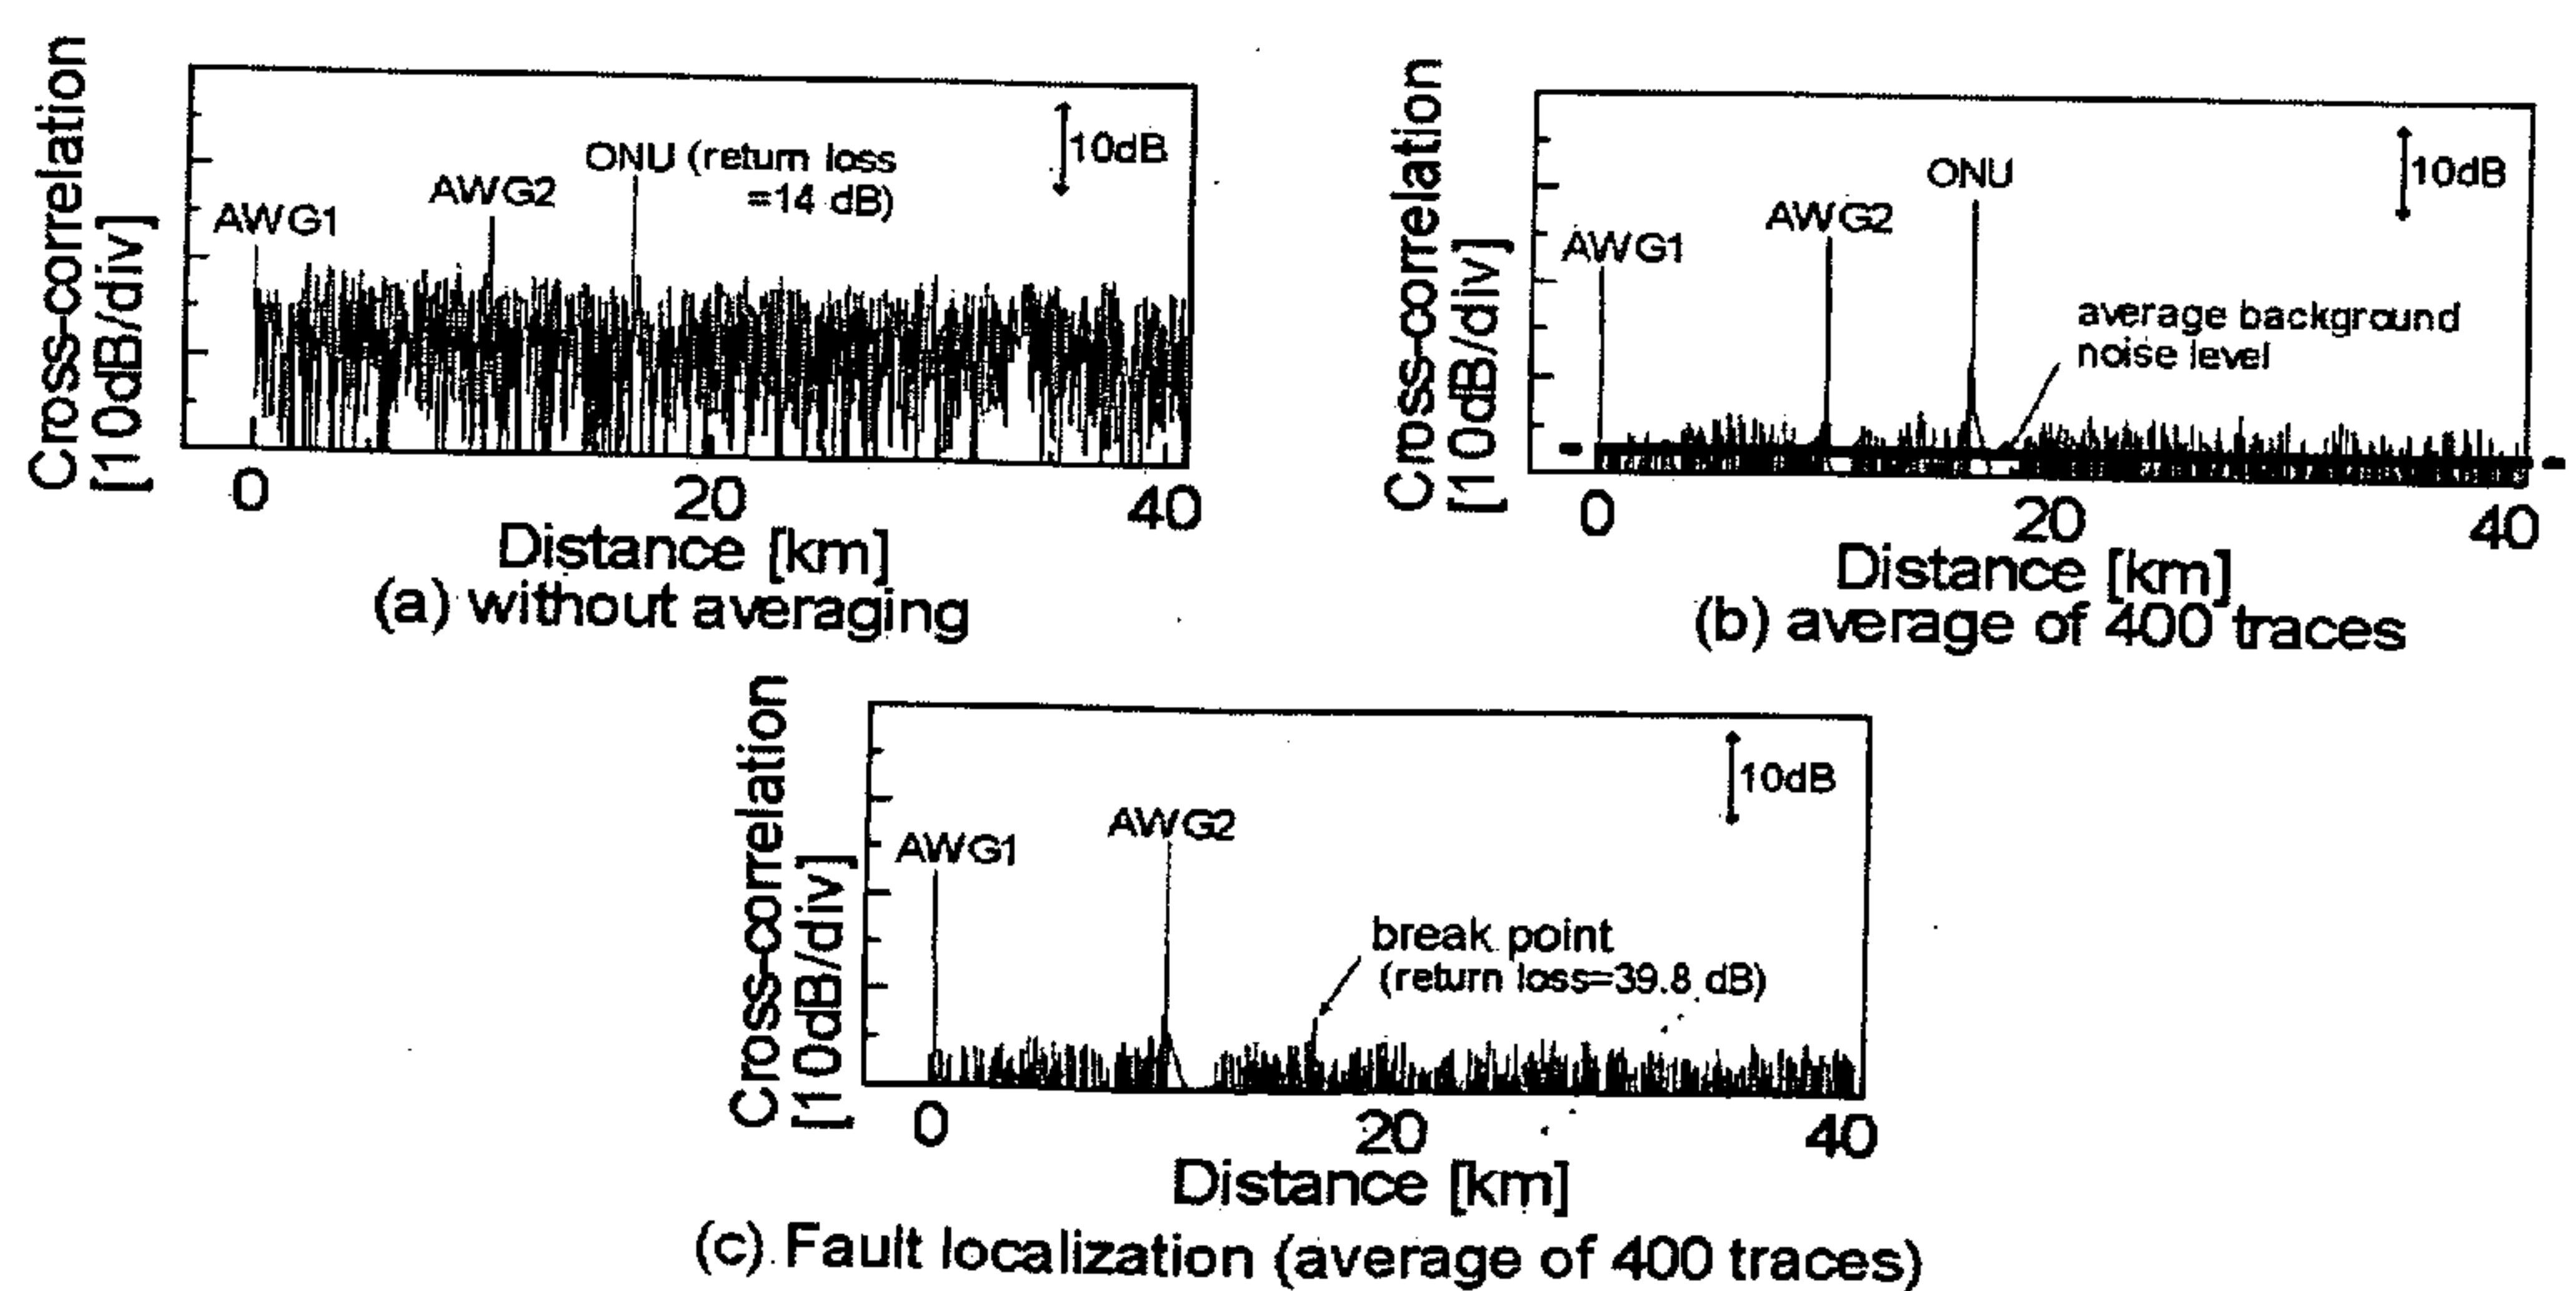 Cross-correlation
[10dB/div]
AWG1
AWG2
ONU (return loss
=14 dB)
10dB
0
20
40
Distance [km]
(a) without averaging
Cross-correlation
[10dB/div]
AWG1
AWG2
ONU
10dB
average background
noise level
0
20
40
Distance [km]
(b) average of 400 traces
Cross-correlation
[10dB/div]
AWG1
AWG2
10dB
break point
(return loss=39.8 dB)
0
20
40
Distance [km]
(c) Fault localization (average of 400 traces)